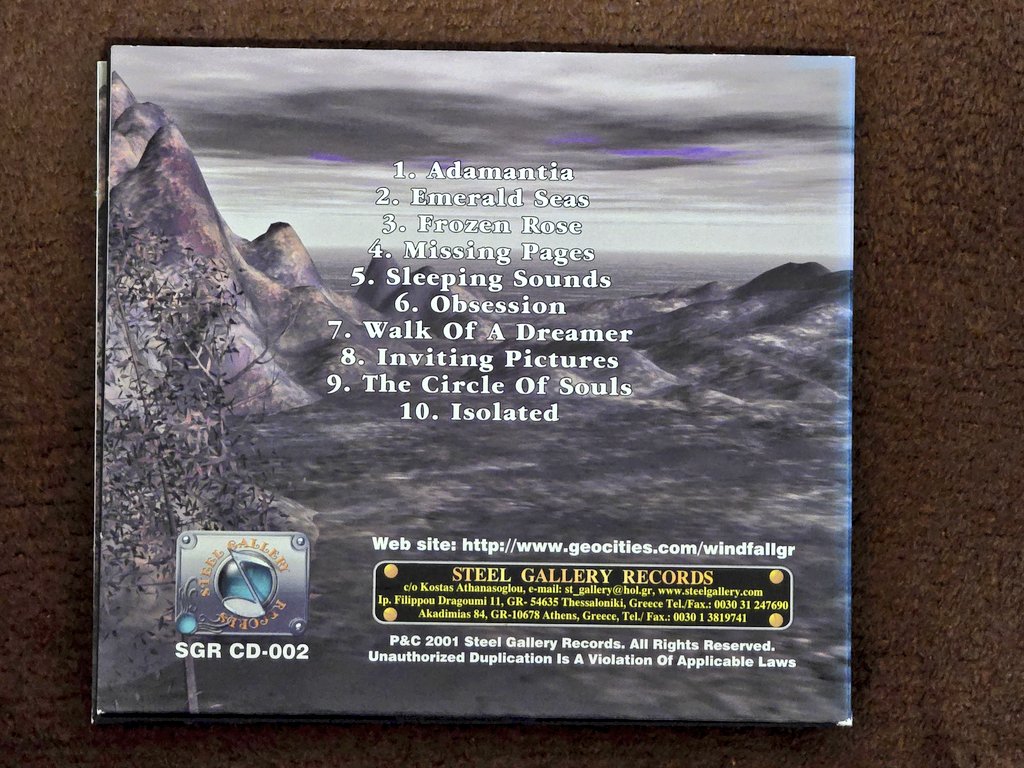 1. Adamantia
2. Emerald Seas
3. Frozen Rose
4. Missing Pages
5. Sleeping Sounds
6. Obsession
7. Walk Of A Dreamer
8. Inviting Pictures
9. The Circle Of Souls
10. Isolated
STEEL GALLERY RECORDS
SGR CD-002
Web site: http://www.geocities.com/windfallgr
STEEL GALLERY RECORDS
c/o Kostas Athanasoglou, e-mail: st_gallery@hol.gr, www.steelgallery.com
Ip. Filippou Dragoumi 11, GR- 54635 Thessaloniki, Greece Tel./Fax.: 0030 31 247690
Akadimias 84, GR-10678 Athens, Greece, Tel./ Fax.: 0030 1 3819741
P&C 2001 Steel Gallery Records. All Rights Reserved.
Unauthorized Duplication Is A Violation Of Applicable Laws